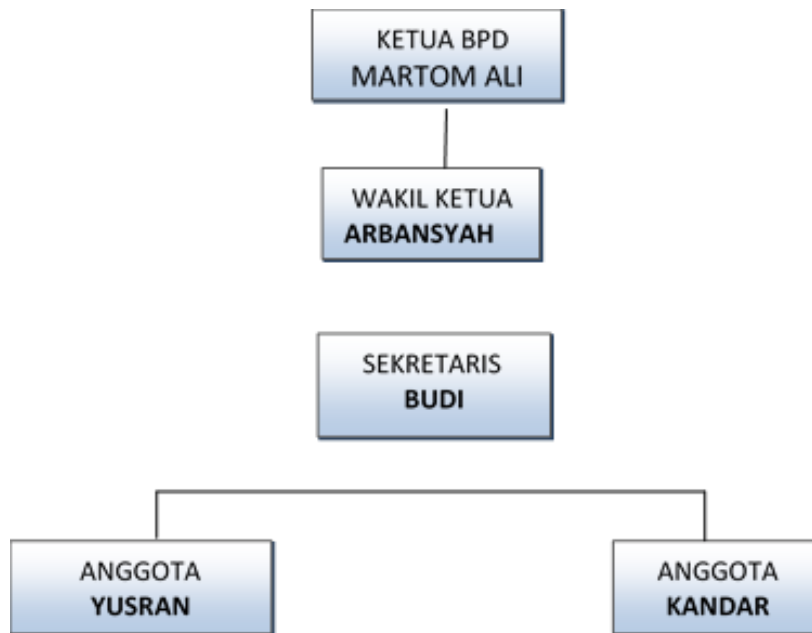 KETUA BPD
MARTOM ALI
WAKIL KETUA
ARBANSYAH
SEKRETARIS
BUDI
ANGGOTA
YUSRAN
ANGGOTA
KANDAR